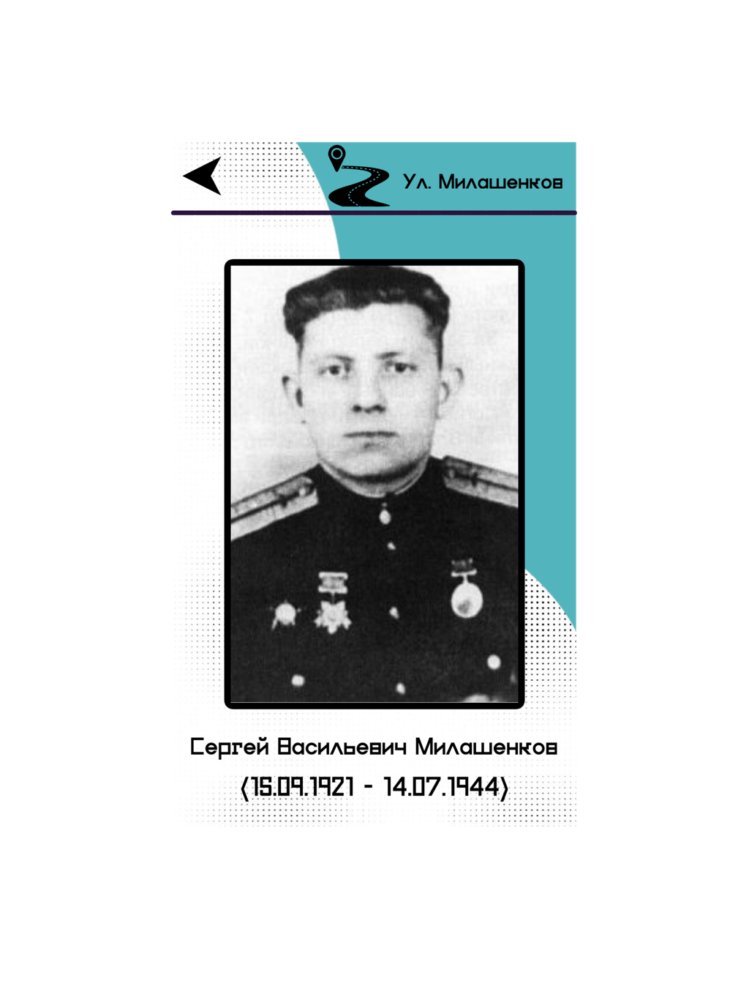 Ул. Милашенков
Сергей Васильевич Милашенков
(15.09.1921 - 14.07.1944)